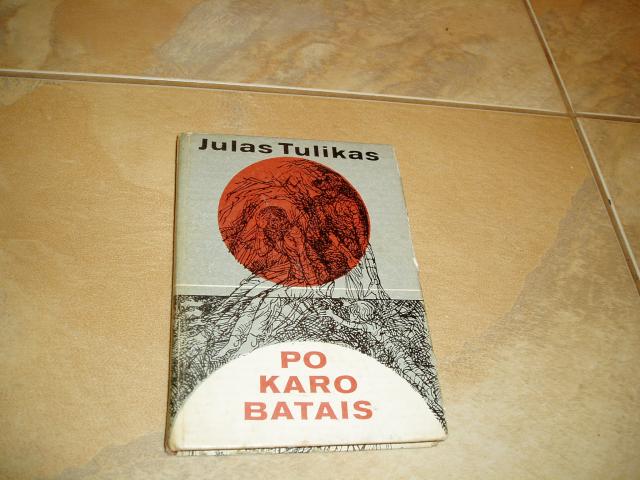 Julas Tulikas
PO
KARO
BATAIS